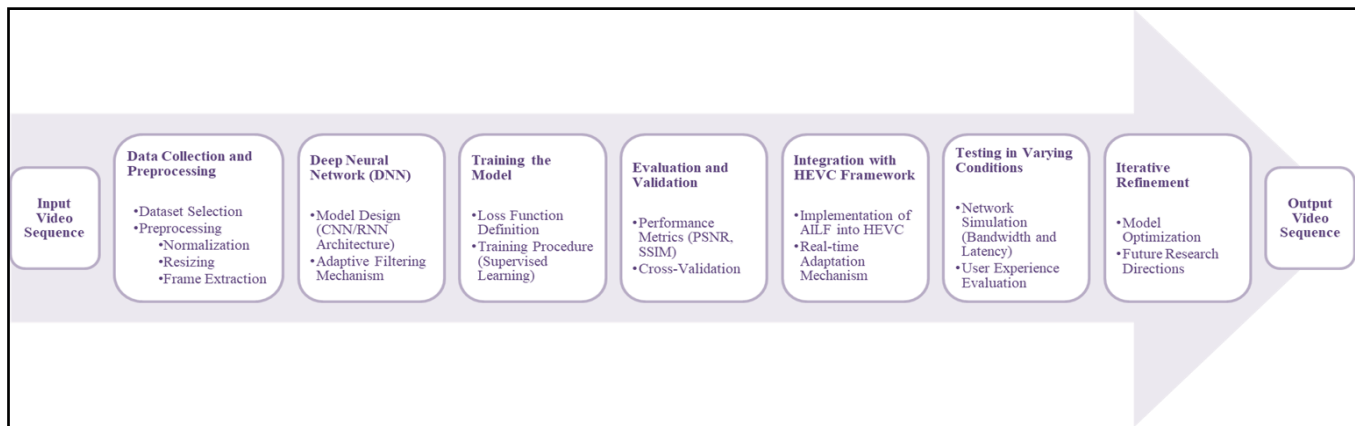 Input
Video
Sequence
Data Collection and
Preprocessing
•Dataset Selection
•Preprocessing
•Normalization
•Resizing
•Frame Extraction
Deep Neural
Network (DNN)
•Model Design
(CNN/RNN
Architecture)
•Adaptive Filtering
Mechanism
Training the
Model
•Loss Function
Definition
•Training Procedure
(Supervised
Learning)
Evaluation and
Validation
•Performance
Metrics (PSNR,
SSIM)
•Cross-Validation
Integration with
HEVC Framework
•Implementation of
AILF into HEVC
•Real-time
Adaptation
Mechanism
Testing in Varying
Conditions
•Network
Simulation
(Bandwidth and
Latency)
•User Experience
Evaluation
Iterative
Refinement
•Model
Optimization
•Future Research
Directions
Output
Video
Sequence